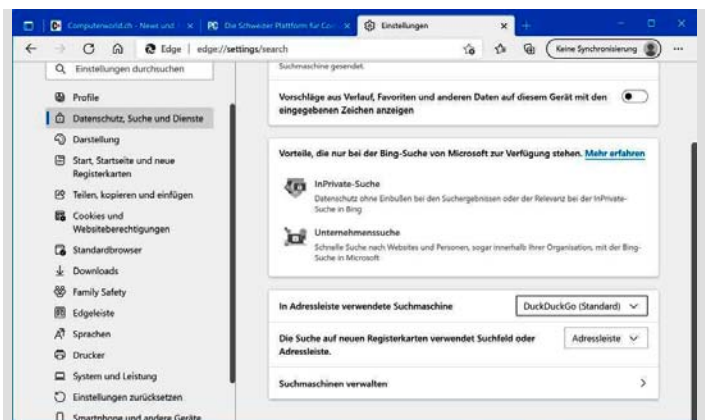 Computerworld.ch - News und
PC Die Schweizer Plattform für Co
Einstellungen
Edge edge://settings/search
Keine Synchronisierung
Einstellungen durchsuchen
Profile
Datenschutz, Suche und Dienste
Darstellung
Start, Startseite und neue
Registerkarten
Teilen, kopieren und einfügen
Cookies und
Websiteberechtigungen
Standardbrowser
Downloads
Family Safety
Edgeleiste
Sprachen
Drucker
System und Leistung
Einstellungen zurücksetzen
Smartphone und andere Geräte
Suchmaschine gesendet.
Vorschläge aus Verlauf, Favoriten und anderen Daten auf diesem Gerät mit den
eingegebenen Zeichen anzeigen
Vorteile, die nur bei der Bing-Suche von Microsoft zur Verfügung stehen. Mehr erfahren
InPrivate-Suche
Datenschutz ohne Einbußen bei den Suchergebnissen oder der Relevanz bei der InPrivate-
Suche in Bing
Unternehmenssuche
Schnelle Suche nach Websites und Personen, sogar innerhalb Ihrer Organisation, mit der Bing-
Suche in Microsoft
In Adressleiste verwendete Suchmaschine
DuckDuckGo (Standard)
Die Suche auf neuen Registerkarten verwendet Suchfeld oder
Adressleiste.
Adressleiste
Suchmaschinen verwalten